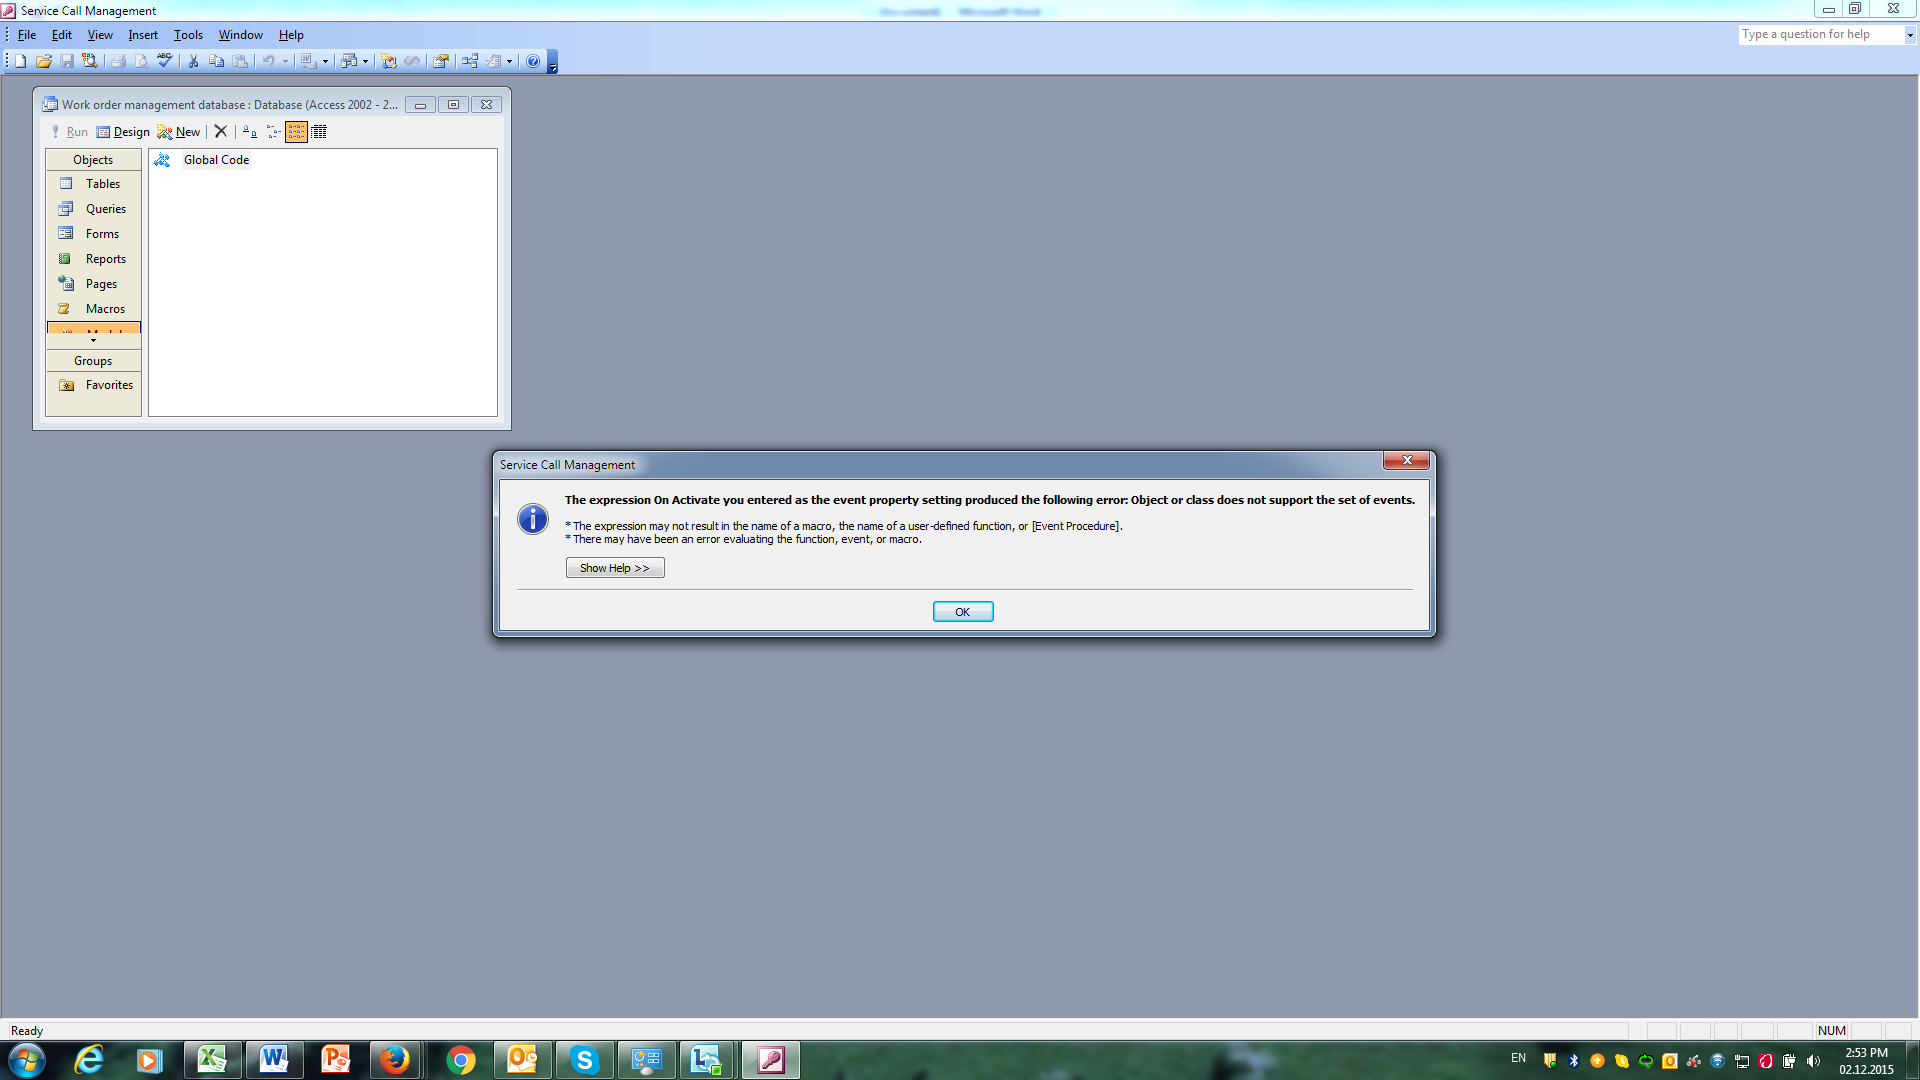 Service Call Management
File Edit View Insert Tools Window Help
Type a question for help
Work order management database : Database (Access 2002 - 2...
Run Design New
Objects
Global Code
Tables
Queries
Forms
Reports
Pages
Macros
Groups
Favorites
Service Call Management
The expression On Activate you entered as the event property setting produced the following error: Object or class does not support the set of events.
* The expression may not result in the name of a macro, the name of a user-defined function, or [Event Procedure].
* There may have been an error evaluating the function, event, or macro.
Show Help >>
OK
Ready
NUM
EN
2:53 PM
02.12.2015